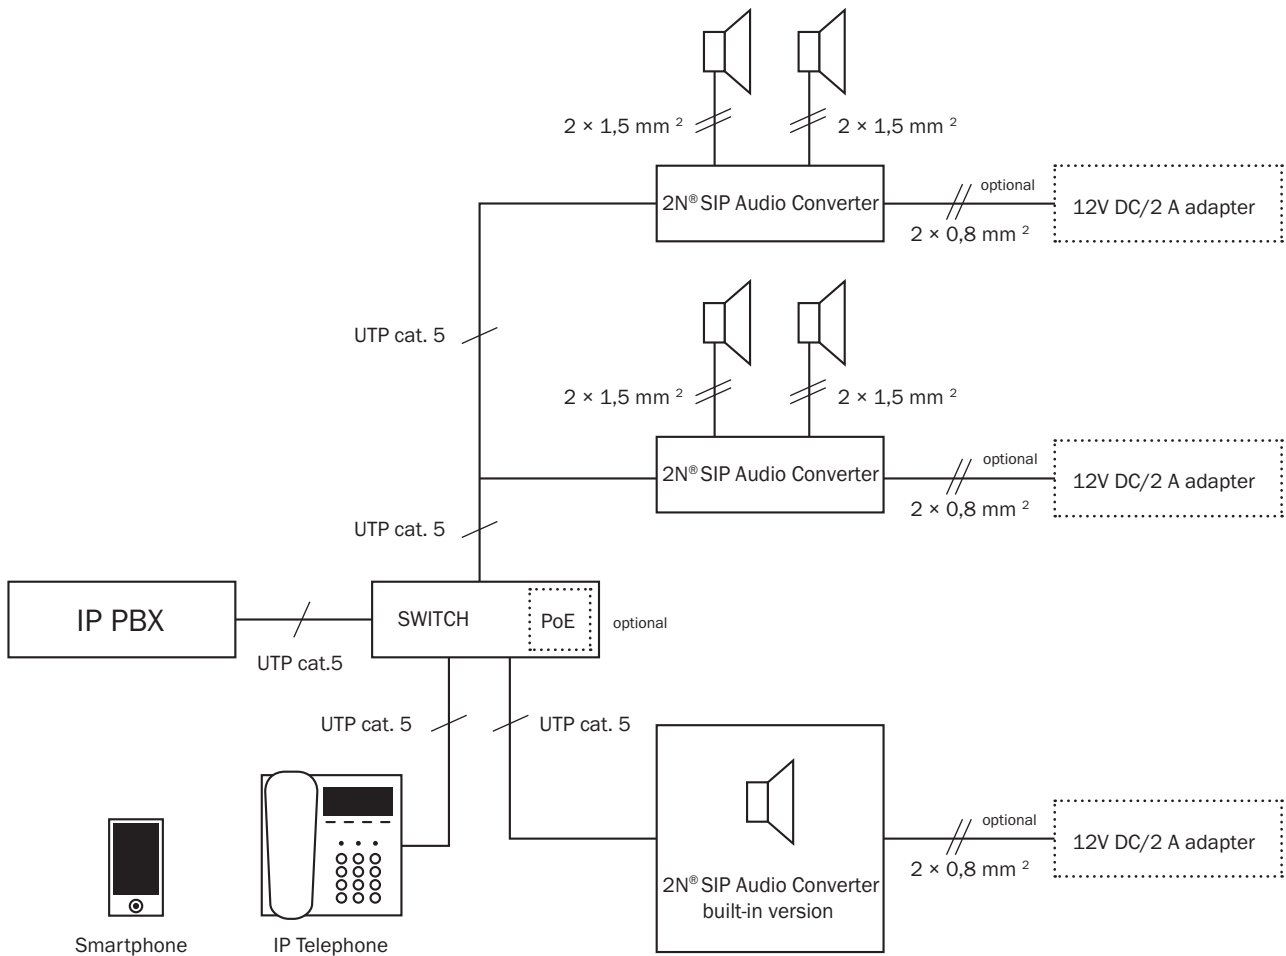 2 × 1,5 mm ²
2 × 1,5 mm ²
2N® SIP Audio Converter
optional
2 × 0,8 mm ²
12V DC/2 A adapter
UTP cat. 5
2 × 1,5 mm ²
2 × 1,5 mm ²
2N® SIP Audio Converter
optional
2 × 0,8 mm ²
12V DC/2 A adapter
UTP cat. 5
IP PBX
UTP cat.5
SWITCH
PoE
optional
UTP cat. 5
UTP cat. 5
2N® SIP Audio Converter
built-in version
optional
2 × 0,8 mm ²
12V DC/2 A adapter
Smartphone
IP Telephone